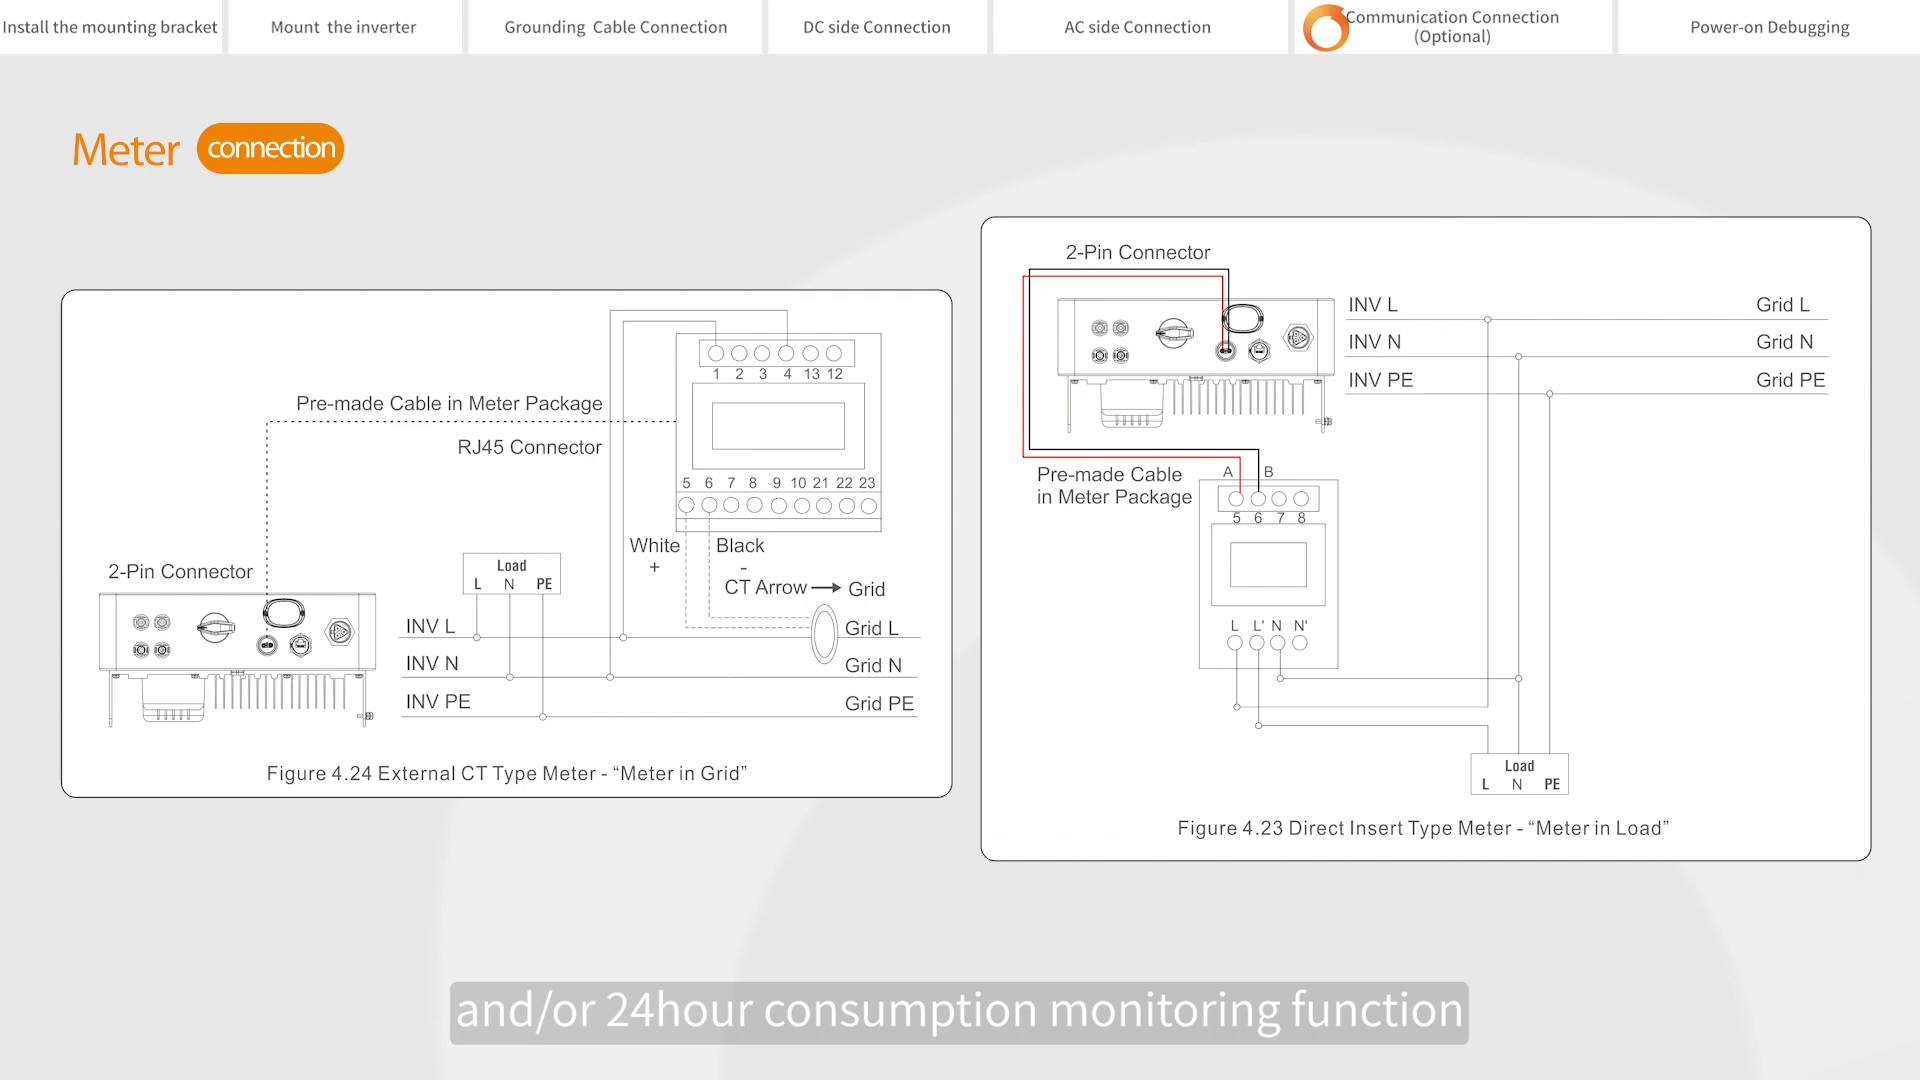 Install the mounting bracket
Mount the inverter
Grounding Cable Connection
DC side Connection
AC side Connection
Communication Connection
(Optional)
Power-on Debugging
Meter connection
Pre-made Cable in Meter Package
RJ45 Connector
1 2 3 4 13 12
5 6 7 8 9 10 21 22 23
White
+
Black
-
CT Arrow Grid
2-Pin Connector
Load
L N PE
INV L
Grid L
INV N
Grid N
INV PE
Grid PE
Figure 4.24 External CT Type Meter - “Meter in Grid”
2-Pin Connector
INV L
Grid L
INV N
Grid N
INV PE
Grid PE
Pre-made Cable
in Meter Package
A B
5 6 7 8
L L' N N'
Load
L N PE
Figure 4.23 Direct Insert Type Meter - “Meter in Load”
and/or 24hour consumption monitoring function